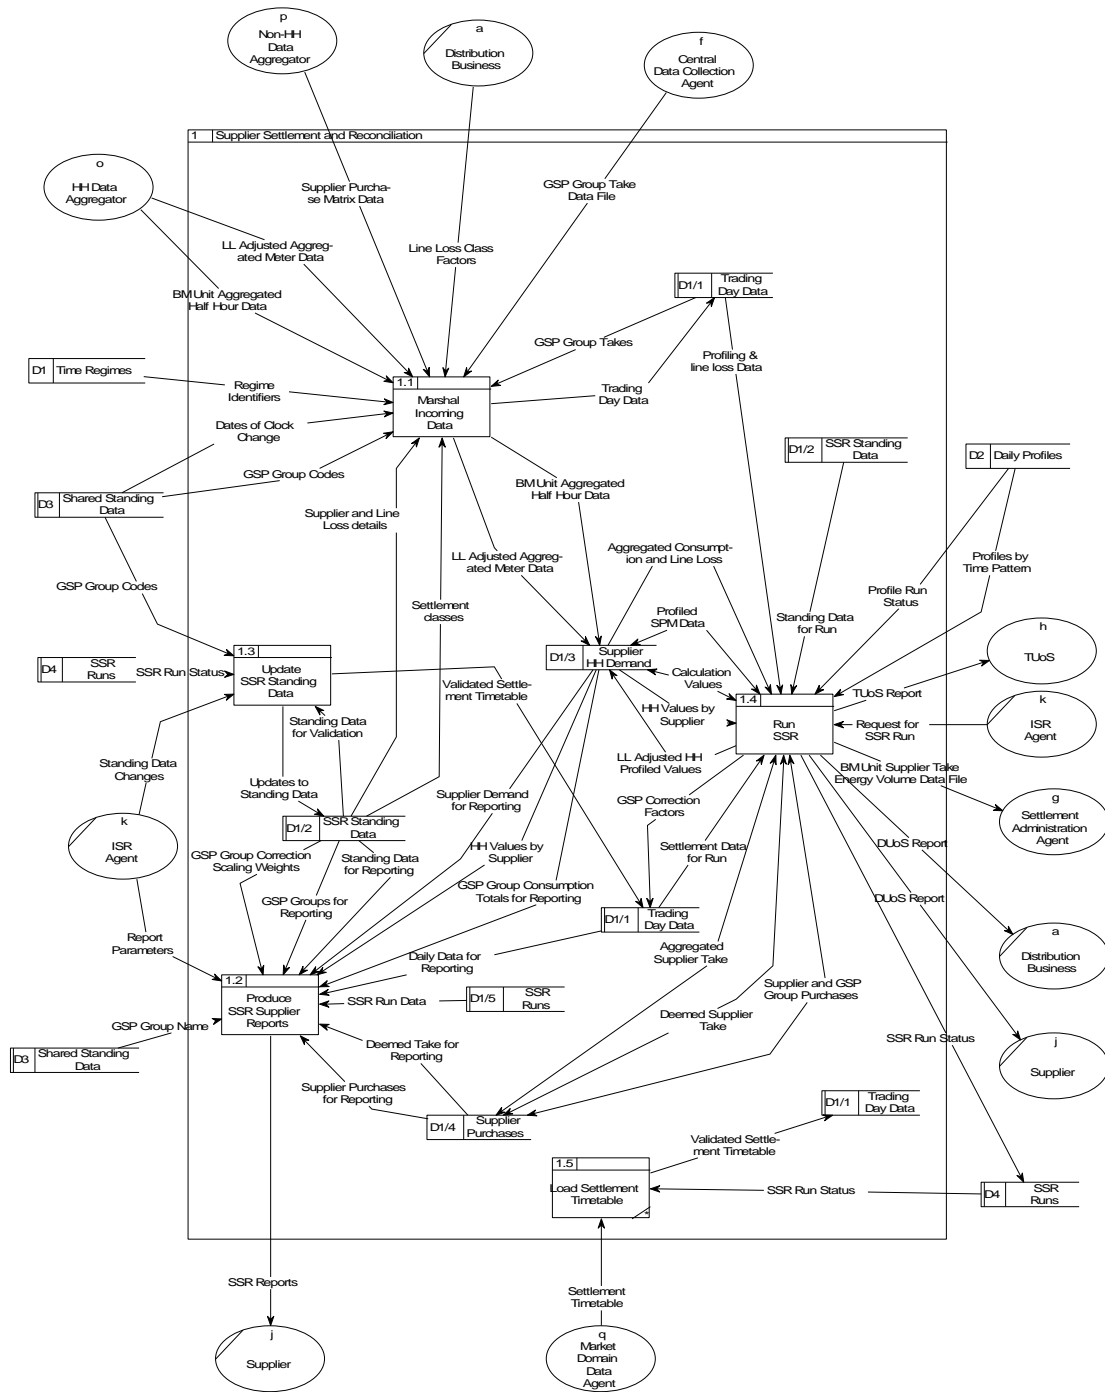 p
Non-HH
Data
Aggregator
a
Distribution
Business
f
Central
Data Collection
Agent
1 Supplier Settlement and Reconciliation
o
HH Data
Aggregator
Supplier Purcha-
se Matrix Data
GSP Group Take
Data File
LL Adjusted Aggreg-
ated Meter Data
Line Loss Class
Factors
BM Unit Aggregated
Half Hour Data
D1/1 Trading
Day Data
GSP Group Takes
Profiling &
line loss Data
D1 Time Regimes
Regime
Identifiers
1.1
Marshal
Incoming
Data
Trading
Day Data
Dates of Clock
Change
D1/2 SSR Standing
Data
D2 Daily Profiles
GSP Group Codes
BM Unit Aggregated
Half Hour Data
D3 Shared Standing
Data
Supplier and Line
Loss details
LL Adjusted Aggreg-
ated Meter Data
Aggregated Consumpt-
ion and Line Loss
Profiles by
Time Pattern
GSP Group Codes
Profile Run
Status
Settlement
classes
Profiled
SPM Data
Standing Data
for Run
h
TUoS
1.3
Update
SSR Standing
Data
D4 SSR
Runs
SSR Run Status
D1/3 Supplier
HH Demand
Calculation
Values
Validated Settle-
ment Timetable
TUoS Report
HH Values by
Supplier
1.4
Run
SSR
k
ISR
Agent
Request for
SSR Run
Standing Data
for Validation
Standing Data
Changes
LL Adjusted HH
Profiled Values
BM Unit Supplier Take
Energy Volume Data File
Updates to
Standing Data
Supplier Demand
for Reporting
GSP Correction
Factors
g
Settlement
Administration
Agent
k
ISR
Agent
D1/2 SSR Standing
Data
HH Values by
Supplier
Settlement Data
for Run
DUoS Report
GSP Group Correction
Scaling Weights
Standing Data
for Reporting
GSP Group Consumption
Totals for Reporting
DUoS Report
GSP Groups for
Reporting
D1/1 Trading
Day Data
Report
Parameters
Daily Data for
Reporting
Aggregated
Supplier Take
a
Distribution
Business
1.2
Produce
SSR Supplier
Reports
SSR Run Data
D1/5 SSR
Runs
Supplier and GSP
Group Purchases
GSP Group Name
Deemed Supplier
Take
SSR Run Status
D3 Shared Standing
Data
Deemed Take for
Reporting
j
Supplier
Supplier Purchases
for Reporting
D1/1 Trading
Day Data
D1/4 Supplier
Purchases
Validated Settle-
ment Timetable
1.5
Load Settlement
Timetable
*
SSR Run Status
D4 SSR
Runs
SSR Reports
Settlement
Timetable
j
Supplier
q
Market
Domain
Data
Agent